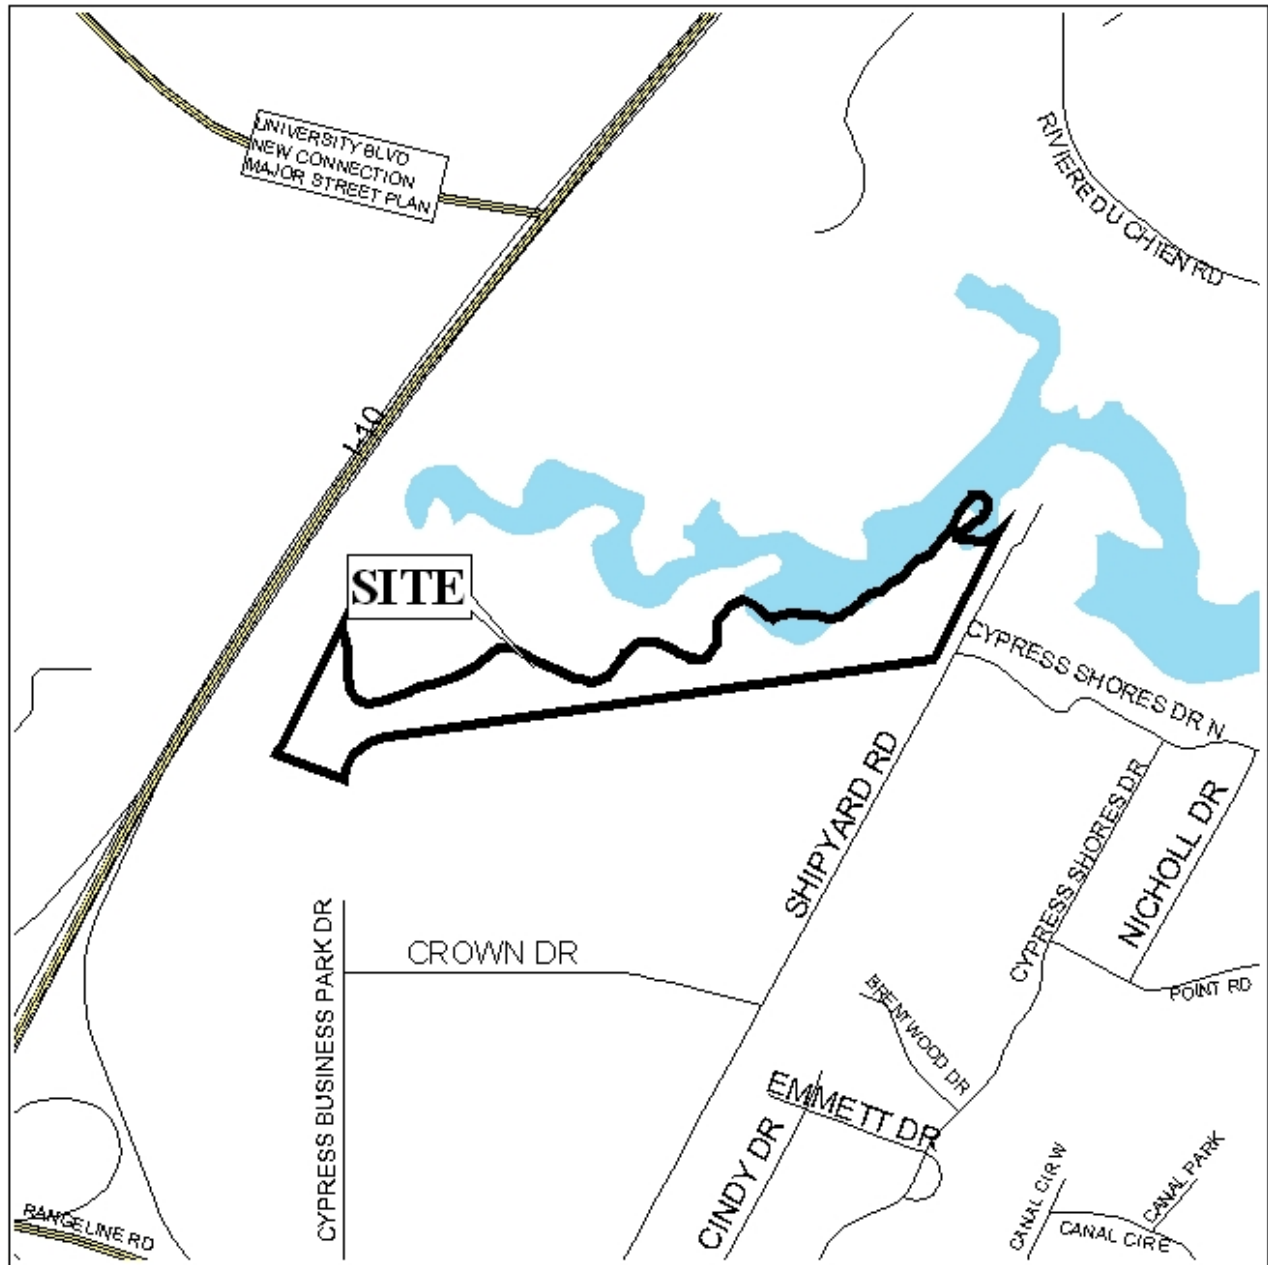 UNIVERSITY BLVD
NEW CONNECTION
MAJOR STREET PLAN
RIVIERE DU CHIEN RD
I-10
SITE
CYPRESS SHORES DR N
SHIPYARD RD
CYPRESS SHORES DR
NICHOLL DR
CYPRESS BUSINESS PARK DR
CROWN DR
POINT RD
BRENTWOOD DR
EMMETT DR
CINDY DR
CANAL CIR W
CANAL PARK
CANAL CIR E
RANGELINE RD